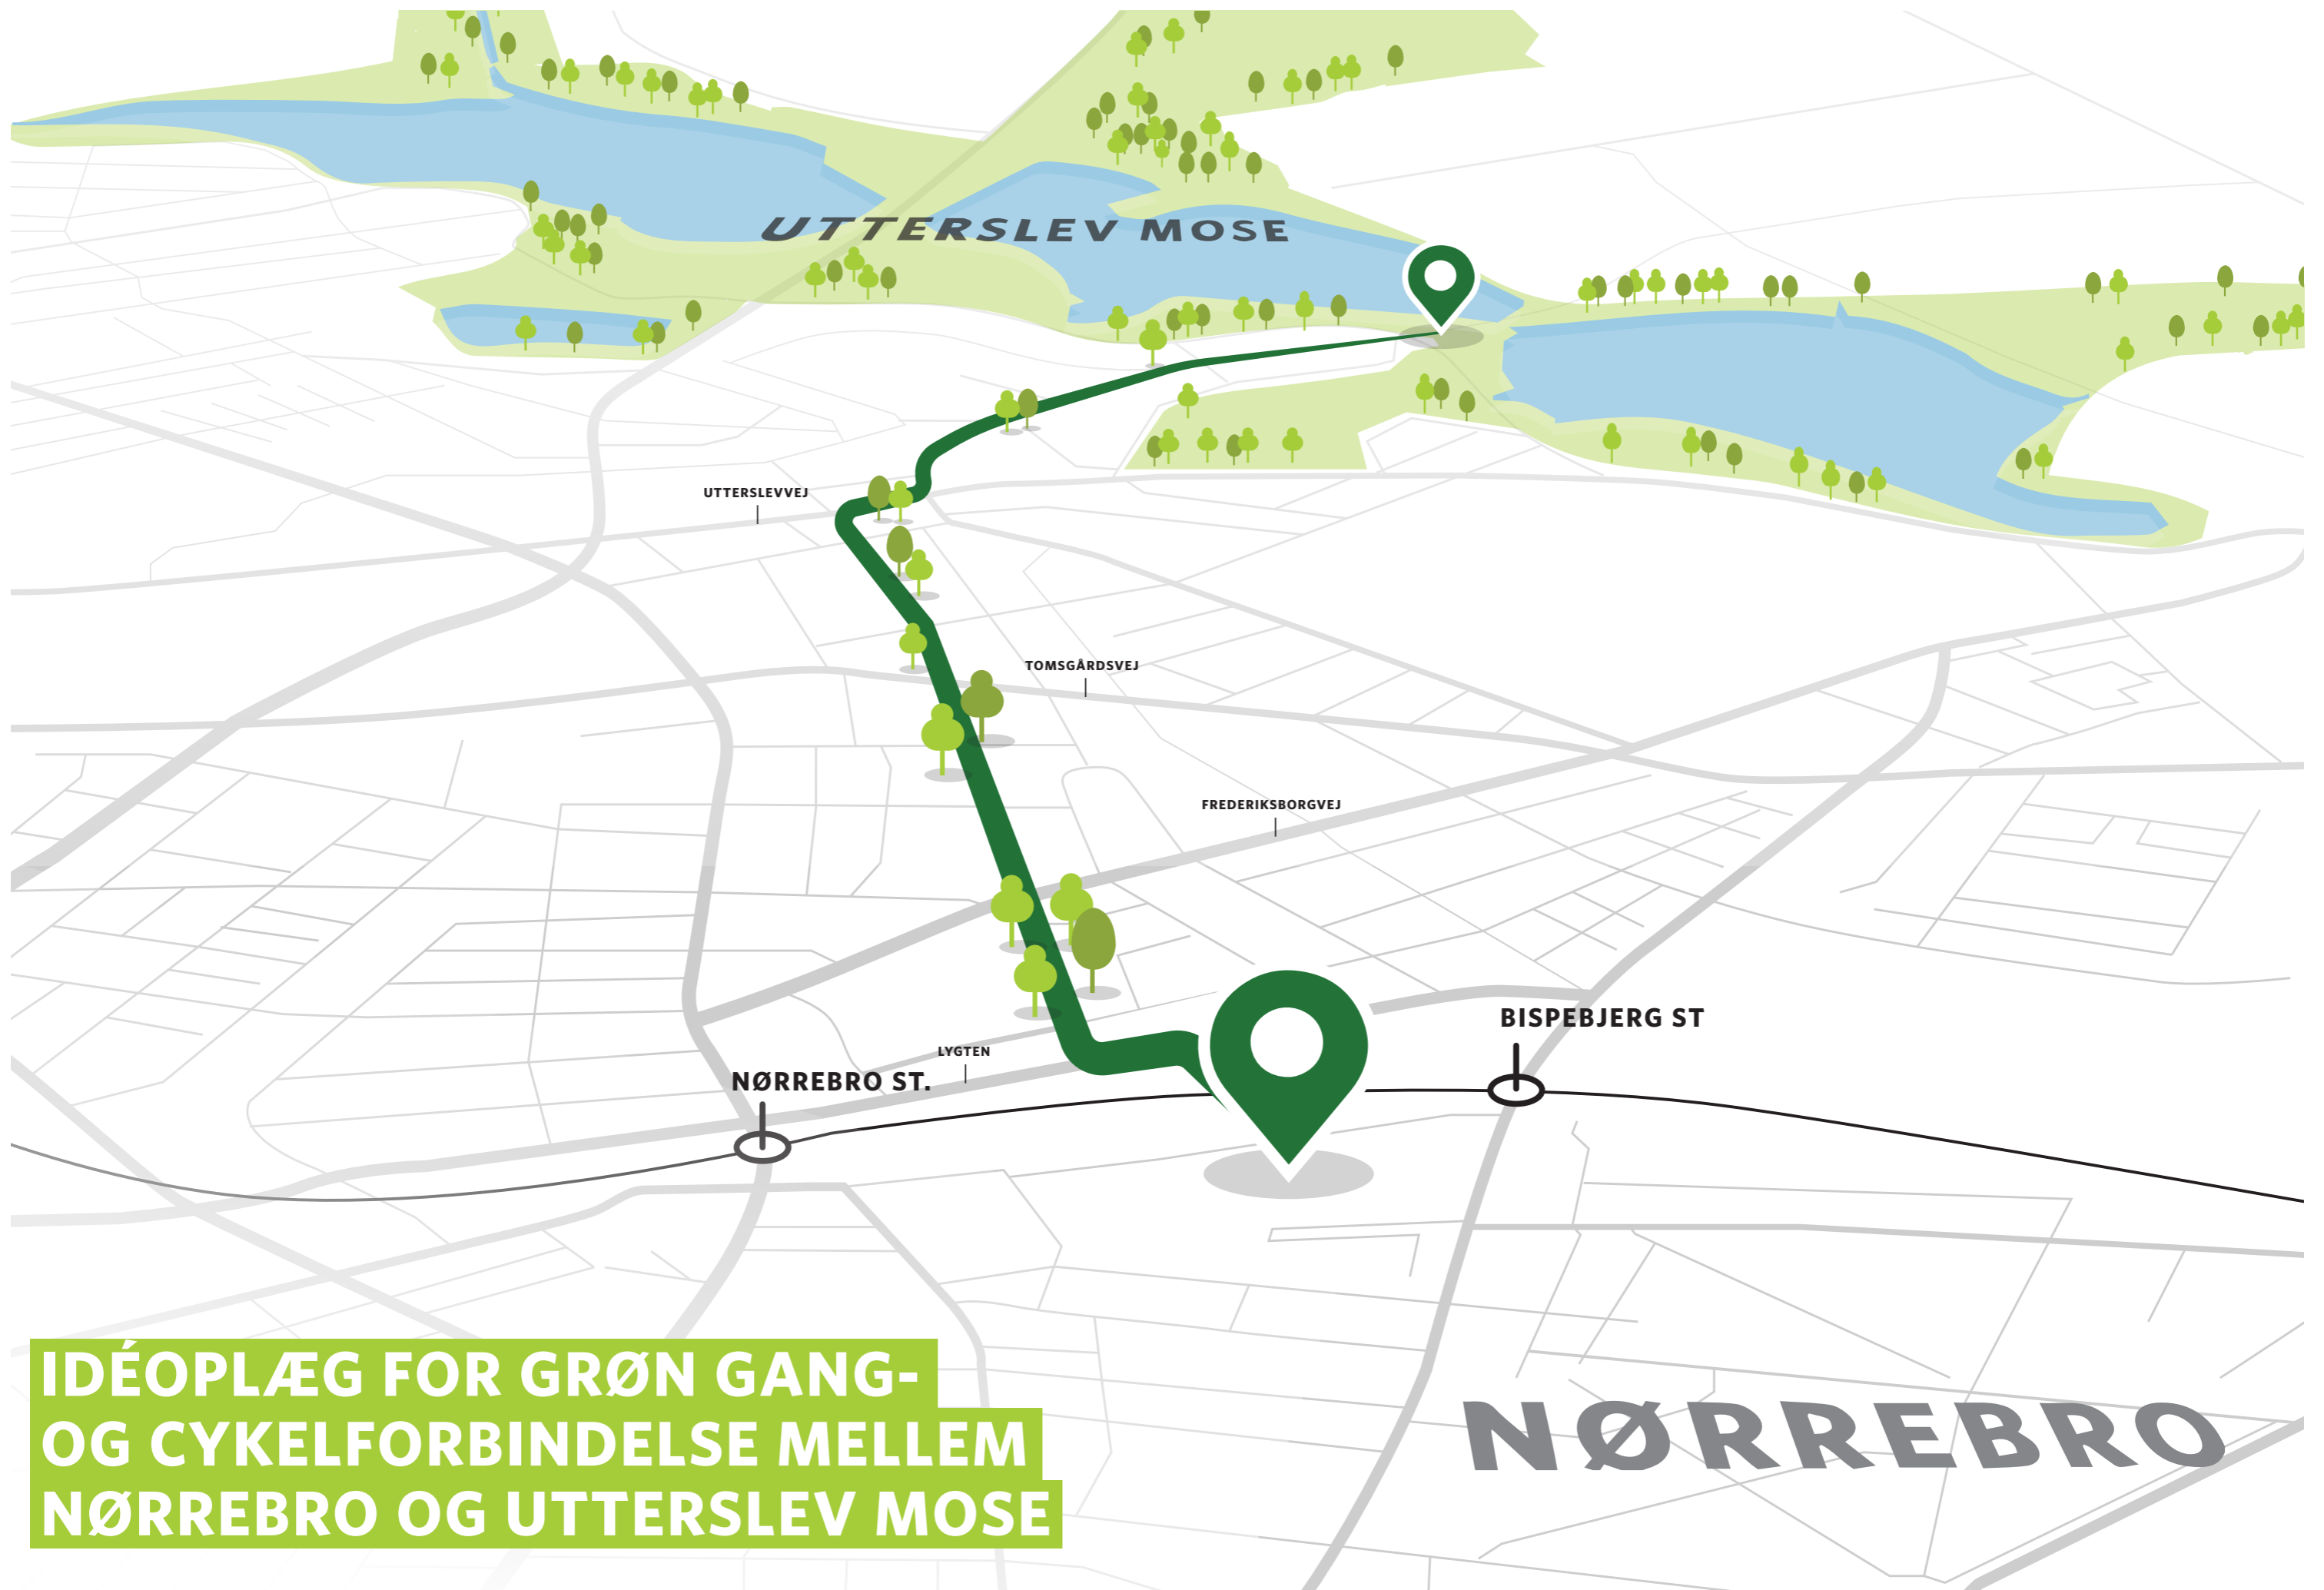 UTTERSLEV MOSE
UTTERSLEVVEJ
TOMSGÅRDSVEJ
FREDERIKSBORGVEJ
BISPEBJERG ST
LYGTEN
NØRREBRO ST.
IDÉOPLÆG FOR GRØN GANG-
OG CYKELFORBINDELSE MELLEM
NØRREBRO OG UTTERSLEV MOSE
NØRREBRO